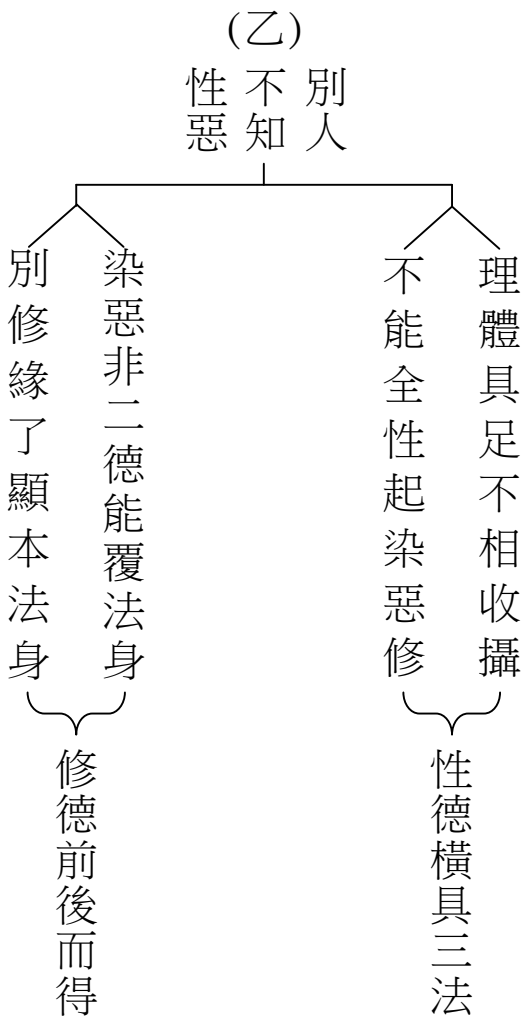 (乙)
別人
不知
性惡
理體具足不相收攝
不能全性起染惡修
性德橫具三法
染惡非二德能覆法身
別修緣了顯本法身
修德前後而得